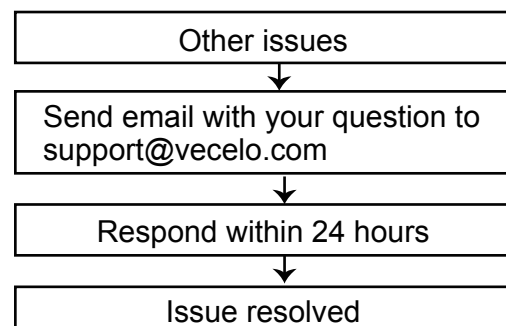 Other issues
Send email with your question to
support@vecelo.com
Respond within 24 hours
Issue resolved